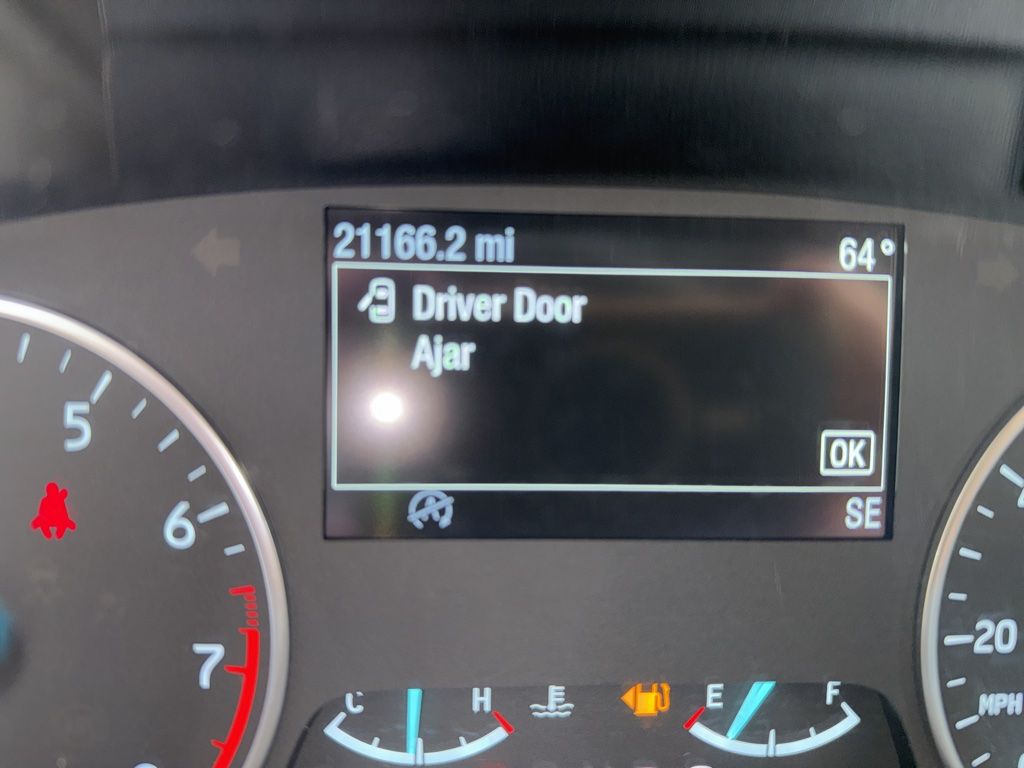 21166.2 mi
64°
Driver Door
Ajar
OK
SE
5
6
7
C
H
E
F
20
MPH